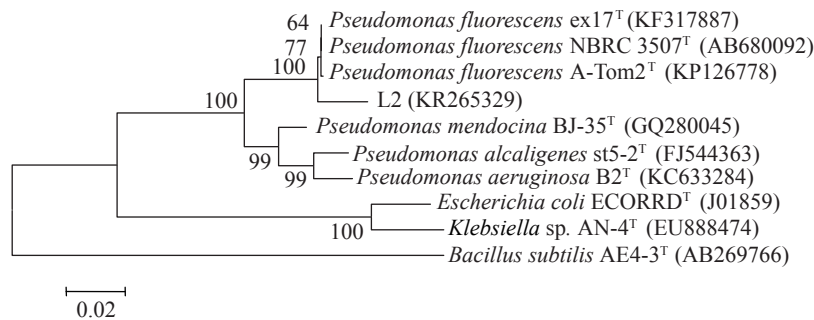 64
Pseudomonas fluorescens ex17ᵀ (KF317887)
77
Pseudomonas fluorescens NBRC 3507ᵀ (AB680092)
100
Pseudomonas fluorescens A-Tom2ᵀ (KP126778)
100
L2 (KR265329)
Pseudomonas mendocina BJ-35ᵀ (GQ280045)
99
Pseudomonas alcaligenes st5-2ᵀ (FJ544363)
99
Pseudomonas aeruginosa B2ᵀ (KC633284)
Escherichia coli ECORRDᵀ (J01859)
100
Klebsiella sp. AN-4ᵀ (EU888474)
Bacillus subtilis AE4-3ᵀ (AB269766)
0.02